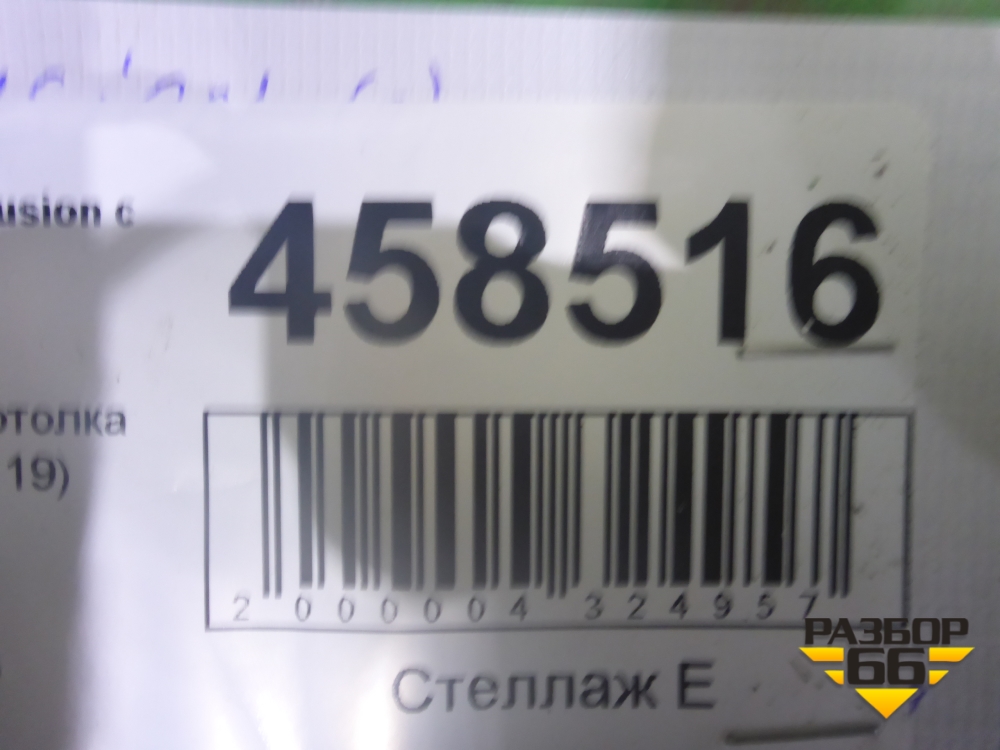 usion c
458516
отолка
19)
2 000004 324957
Стеллаж Е
РАЗБОР
66